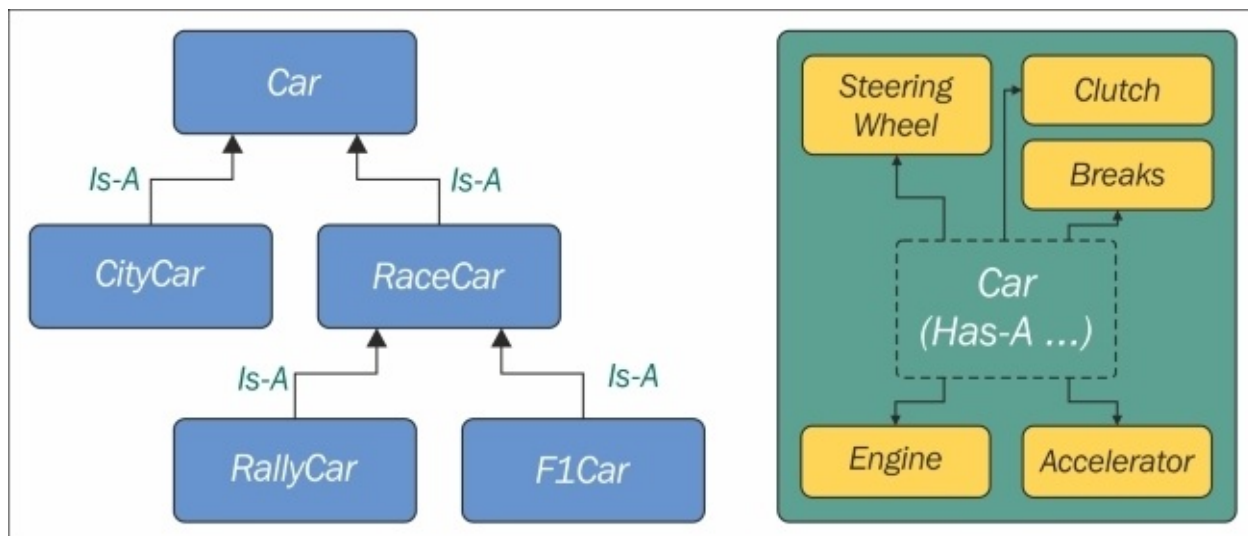 Car
Is-A
Is-A
CityCar
RaceCar
Is-A
Is-A
RallyCar
F1Car
Steering
Wheel
Clutch
Breaks
Car
(Has-A ...)
Engine
Accelerator